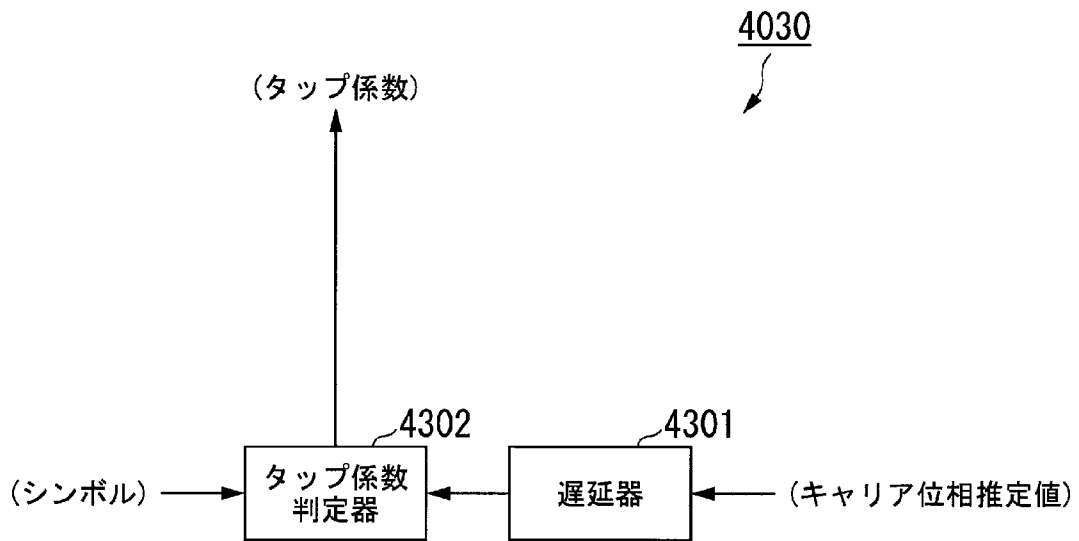 4030
(タップ係数)
4302
4301
(シンボル)
タップ係数
判定器
遅延器
(キャリア位相推定値)